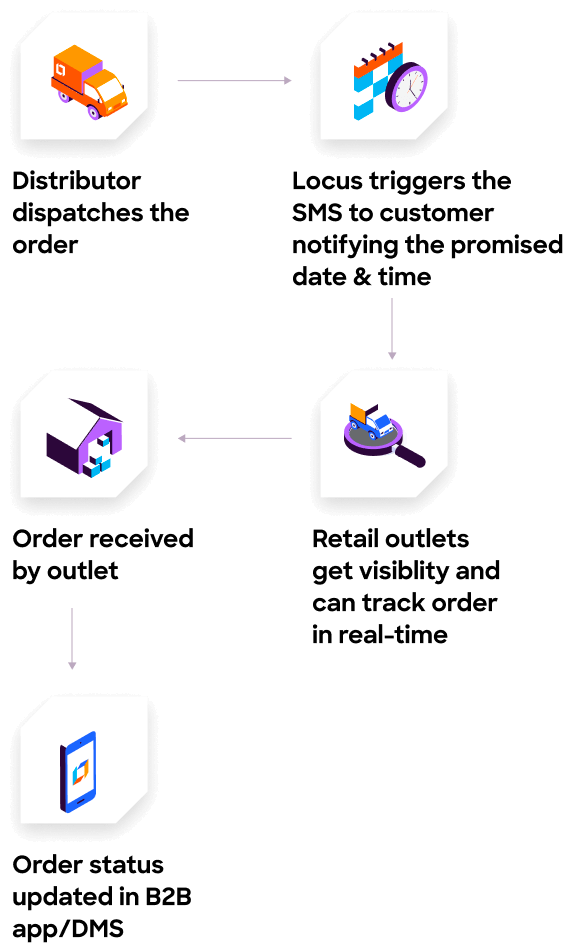 Distributor
dispatches the
order
Locus triggers the
SMS to customer
notifying the promised
date & time
Retail outlets
get visiblity and
can track order
in real-time
Order received
by outlet
Order status
updated in B2B
app/DMS